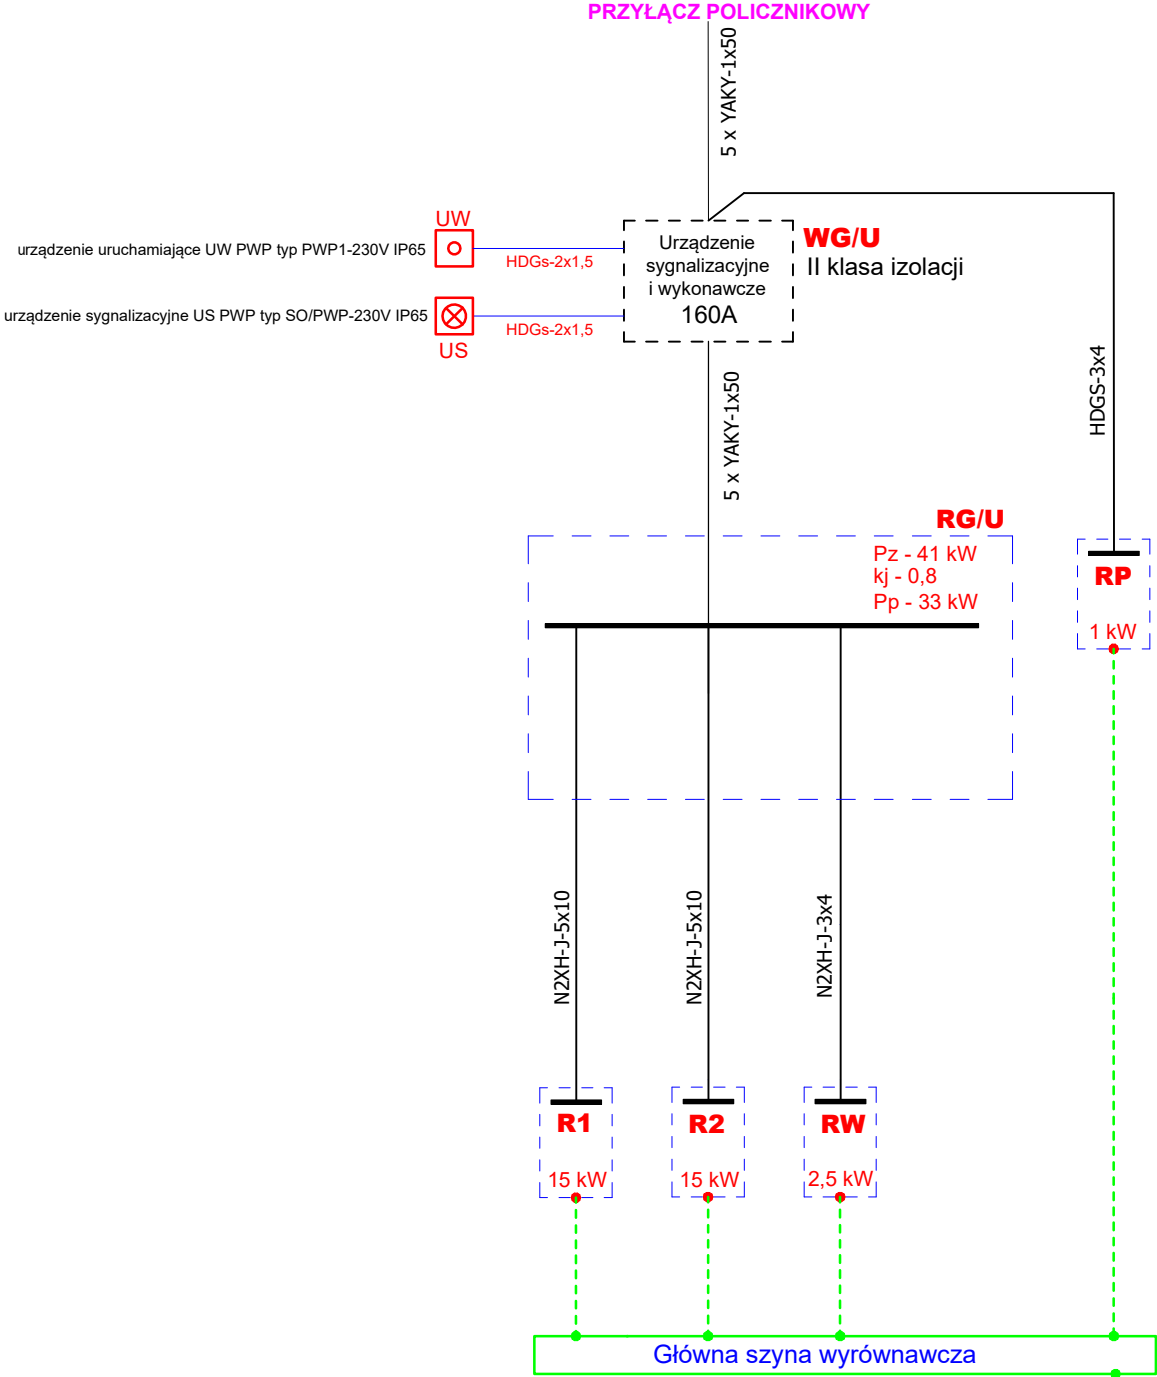 PRZYŁĄCZ POLICZNIKOWY
5 x YAKY-1x50
UW
urządzenie uruchamiające UW PWP typ PWP1-230V IP65
HDGs-2x1,5
urządzenie sygnalizacyjne US PWP typ SO/PWP-230V IP65
HDGs-2x1,5
US
Urządzenie
sygnalizacyjne
i wykonawcze
160A
WG/U
II klasa izolacji
HDGS-3x4
5 x YAKY-1x50
RG/U
Pz - 41 kW
kj - 0,8
Pp - 33 kW
RP
1 kW
N2XH-J-5x10
N2XH-J-5x10
N2XH-J-3x4
R1
15 kW
R2
15 kW
RW
2,5 kW
Główna szyna wyrównawcza